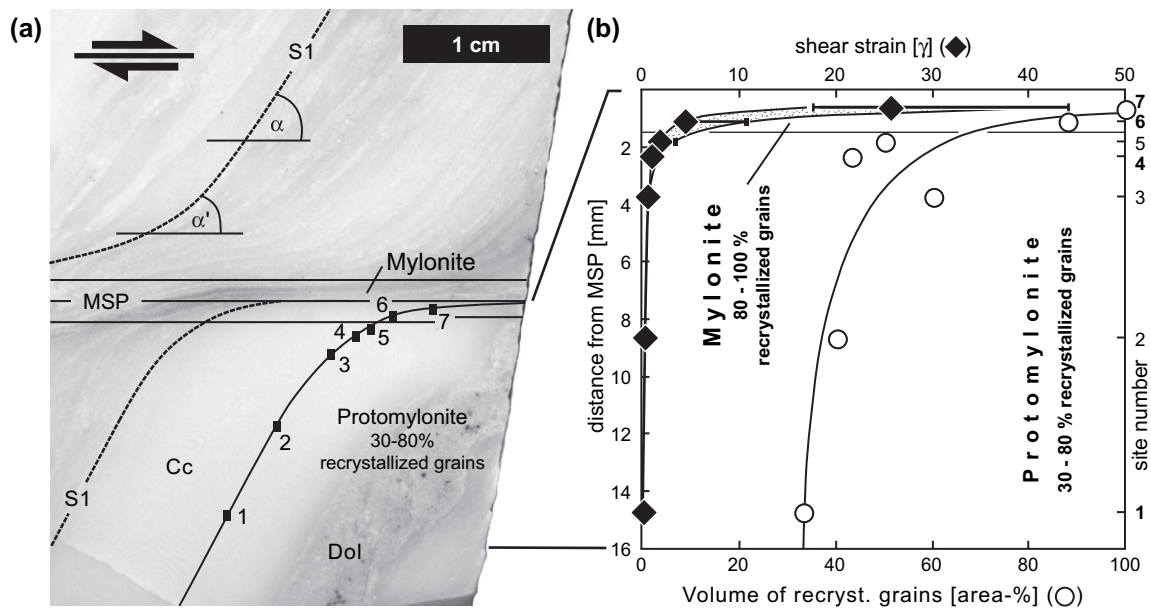 (a)
S1
1 cm
α
α'
Mylonite
MSP
6
7
4
5
3
Protomylonite
30-80%
recrystallized grains
2
Cc
S1
1
Dol
(b)
shear strain [γ] (◆)
0 10 20 30 40 50
distance from MSP [mm]
2
4
6
8
10
12
14
16
Mylonite
80 - 100 %
recrystallized grains
Protomylonite
30 - 80 % recrystallized grains
7
6
5
4
3
2
1
site number
0 20 40 60 80 100
Volume of recryst. grains [area-%] (○)